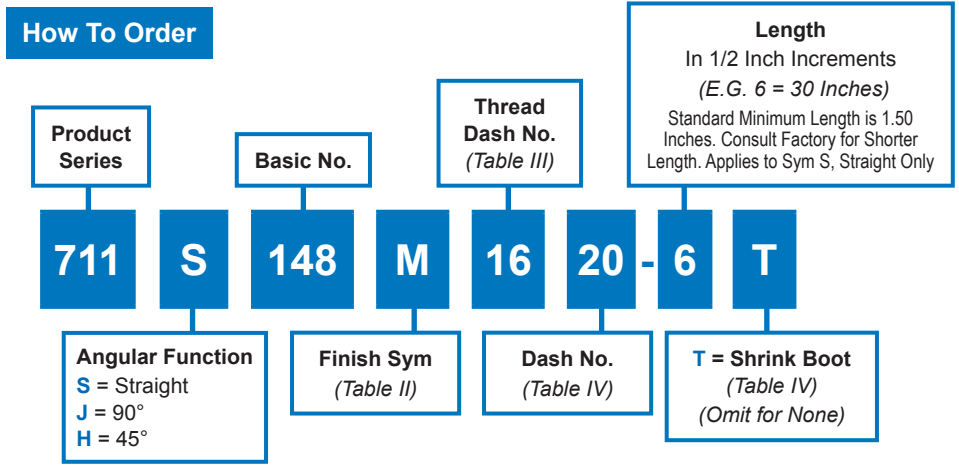 How To Order
Length
In 1/2 Inch Increments
(E.G. 6 = 30 Inches)
Standard Minimum Length is 1.50
Inches. Consult Factory for Shorter
Length. Applies to Sym S, Straight Only
Thread
Dash No.
(Table III)
Product
Series
Basic No.
711 S 148 M 16 20 - 6 T
Angular Function
S = Straight
J = 90°
H = 45°
Finish Sym
(Table II)
Dash No.
(Table IV)
T = Shrink Boot
(Table IV)
(Omit for None)